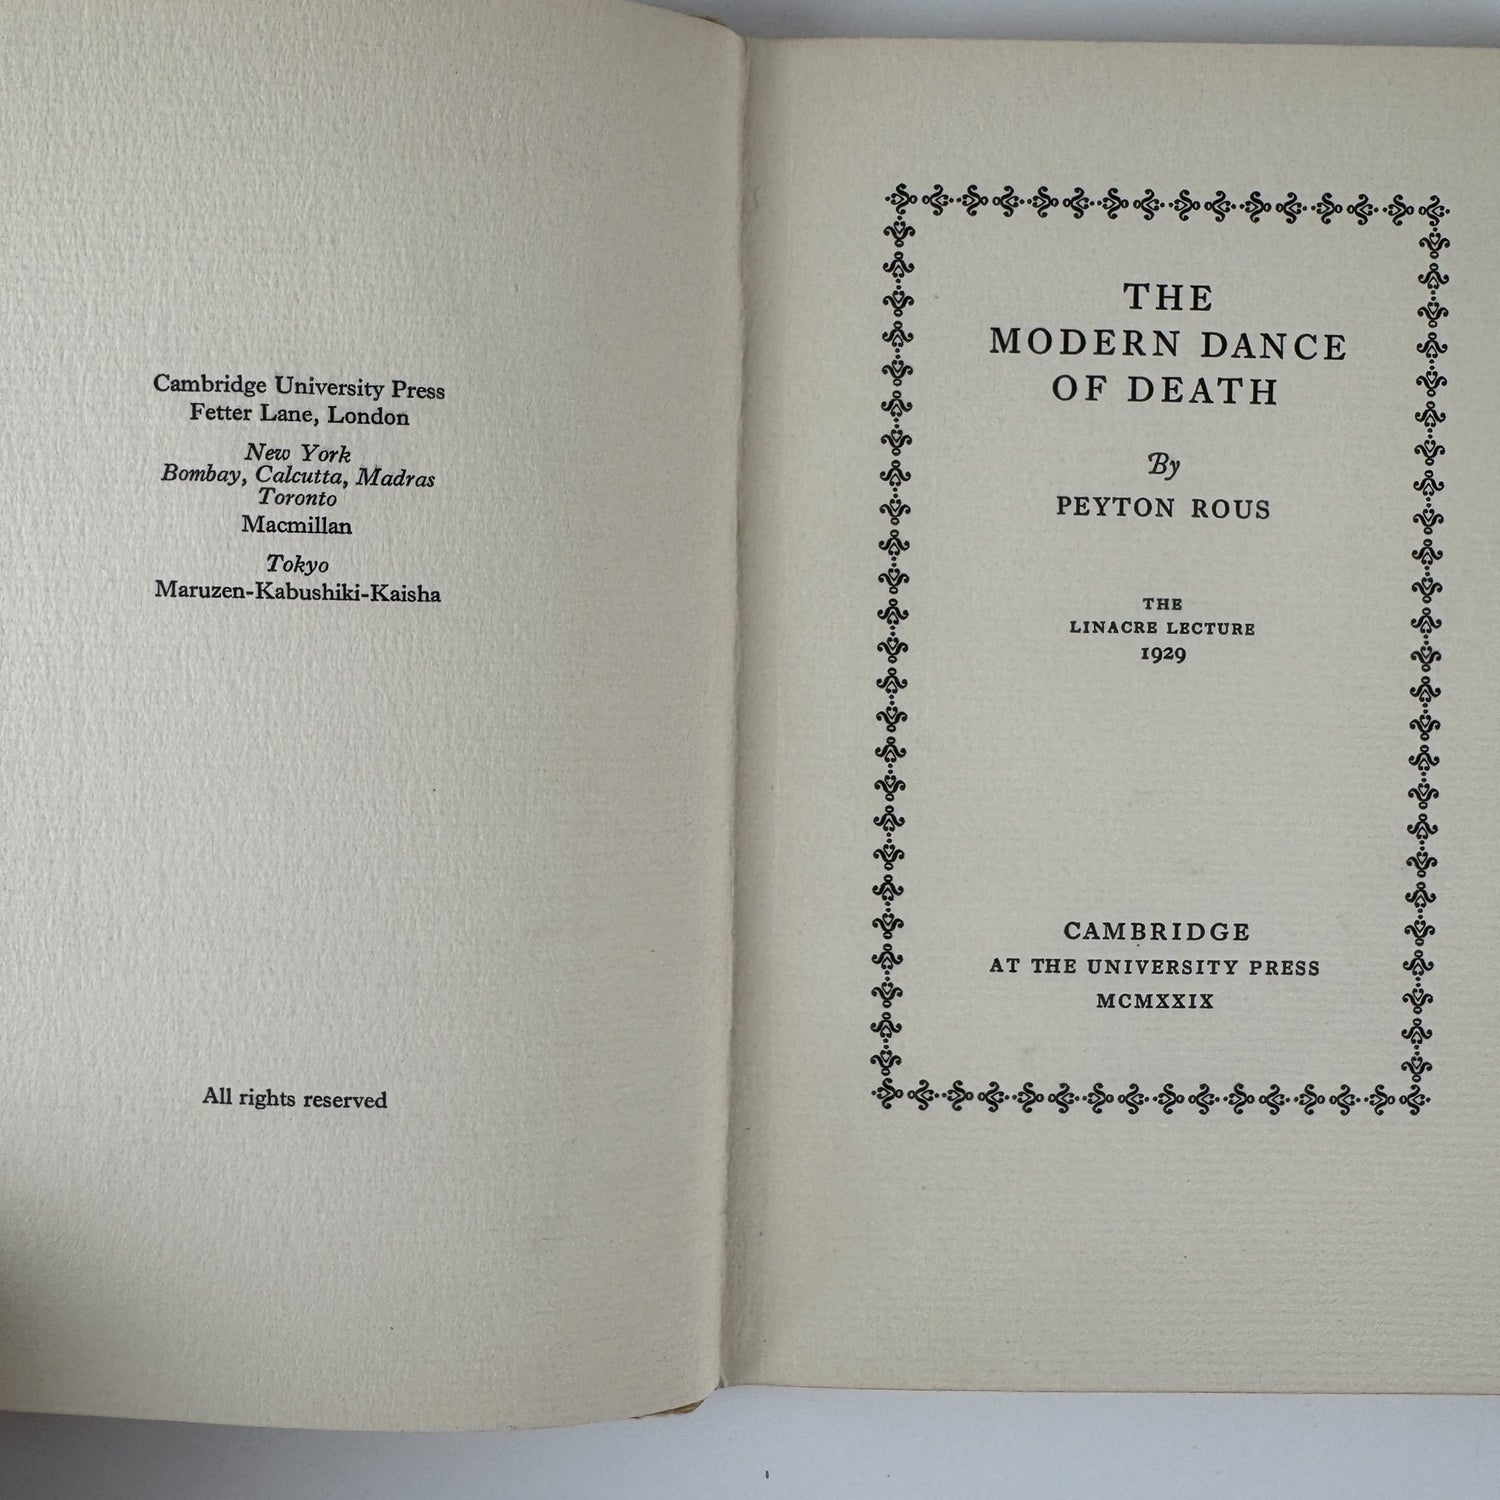 Cambridge University Press
Fetter Lane, London
New York
Bombay, Calcutta, Madras
Toronto
Macmillan
Tokyo
Maruzen-Kabushiki-Kaisha
All rights reserved
THE
MODERN DANCE
OF DEATH
By
PEYTON ROUS
THE
LINACRE LECTURE
1929
CAMBRIDGE
AT THE UNIVERSITY PRESS
MCMXXIX